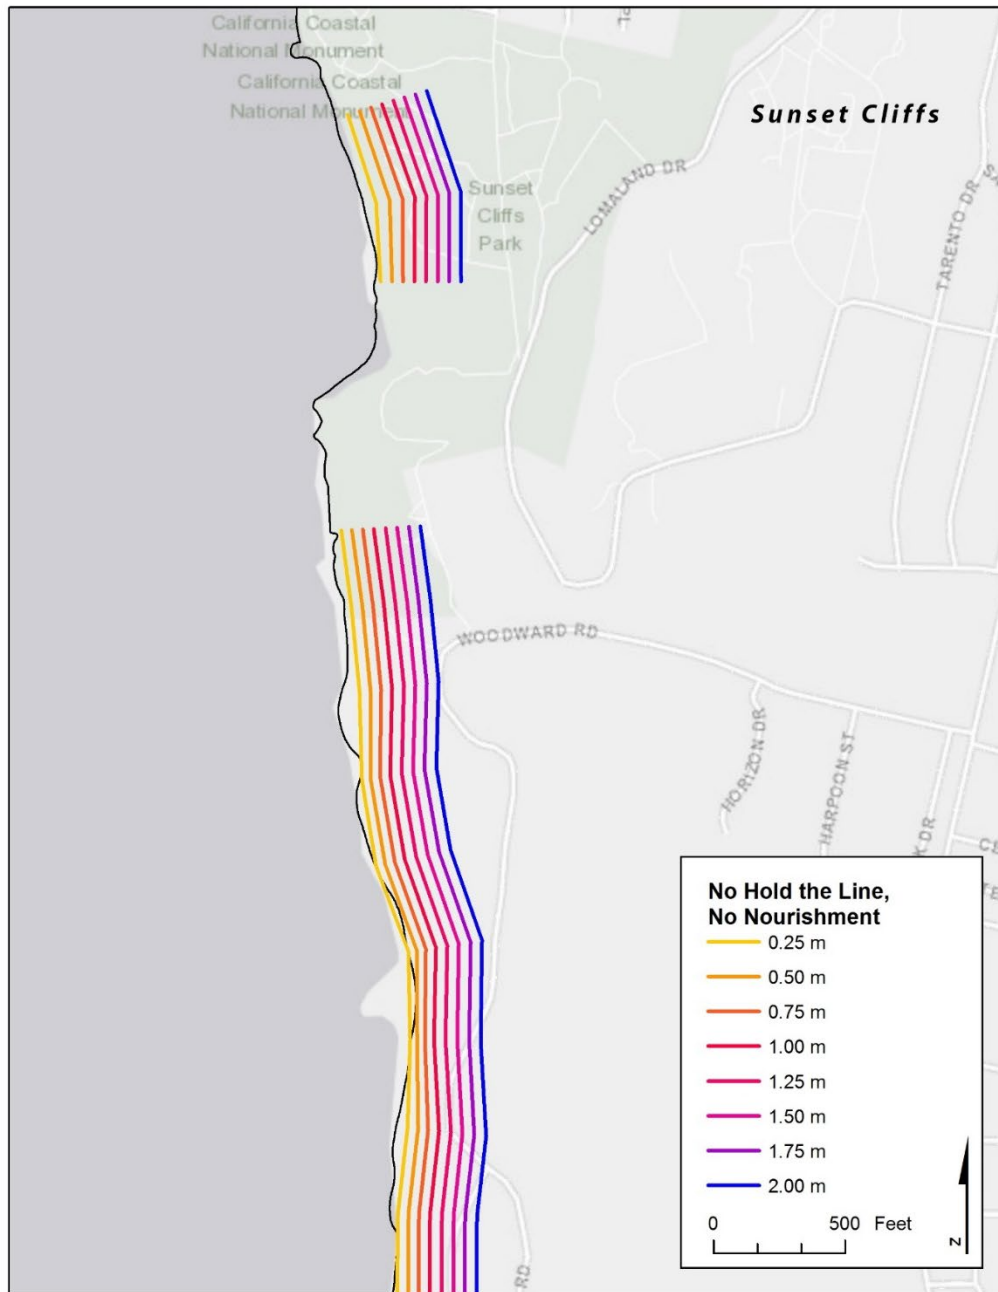 California Coastal
National Monument
California Coastal
National Monument
Sunset Cliffs
LOMALAND DR
Sunset
Cliffs
Park
TARENTO DR
WOODWARD RD
HORIZON DR
HARPOON ST
K DR
RD
No Hold the Line,
No Nourishment
0.25 m
0.50 m
0.75 m
1.00 m
1.25 m
1.50 m
1.75 m
2.00 m
0 500 Feet
N